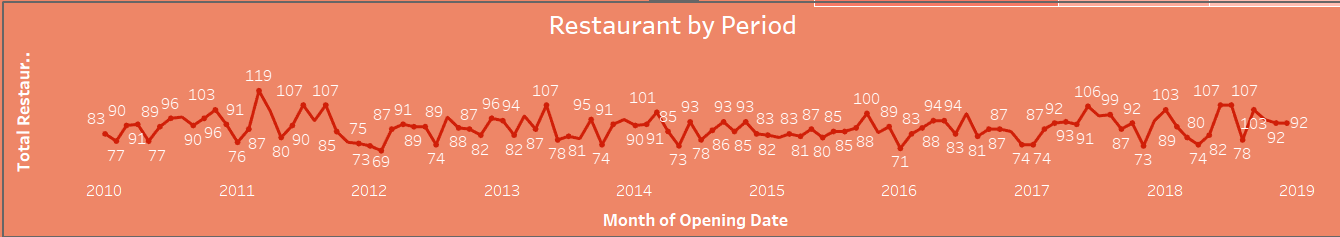 Restaurant by Period
Total Restaur..
83 77 90 91 89 77 96 90 103 96 91 76 87 119 80 107 90 107 85 75 73 69 87 91 89 89 74 88 87 82 96 94 82 87 107 78 81 95 74 91 101 90 91 85 73 93 78 93 86 93 85 83 82 83 81 87 80 85 85 88 100 89 71 83 94 88 94 83 81 87 87 74 87 74 92 93 91 106 99 87 92 73 103 89 80 74 82 107 107 78 103 92 92
2010 2011 2012 2013 2014 2015 2016 2017 2018 2019
Month of Opening Date